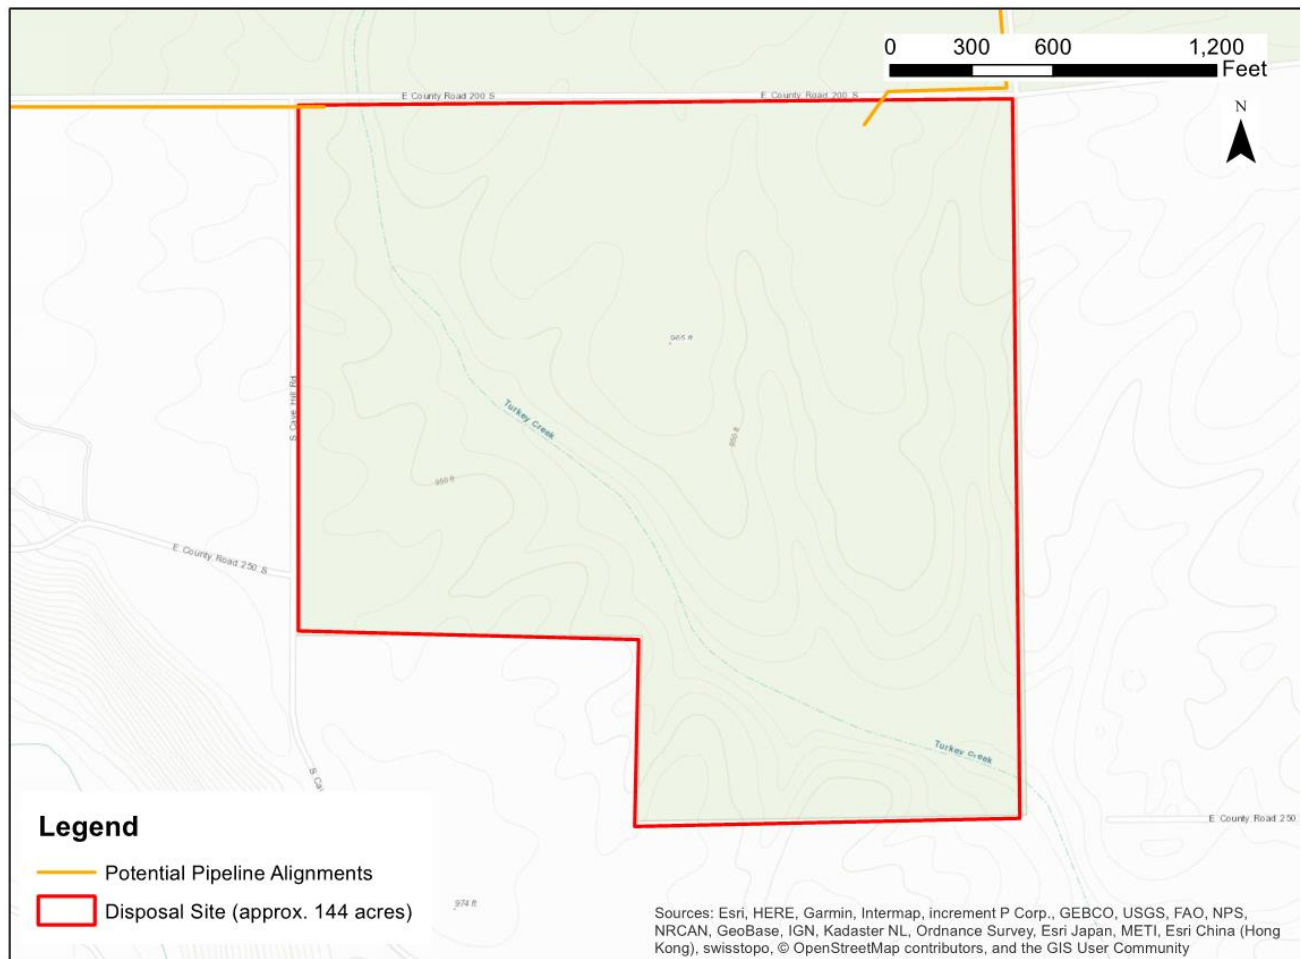 0 300 600 1,200
Feet
E County Road 200 S
E County Road 200 S
N
965 ft
S Cave Hill Rd
Turkey Creek
950 ft
950 ft
E County Road 250 S
Turkey Creek
S Cav
E County Road 250
Legend
Potential Pipeline Alignments
Disposal Site (approx. 144 acres)
974 ft
Sources: Esri, HERE, Garmin, Intermap, increment P Corp., GEBCO, USGS, FAO, NPS,
NRCAN, GeoBase, IGN, Kadaster NL, Ordnance Survey, Esri Japan, METI, Esri China (Hong
Kong), swisstopo, © OpenStreetMap contributors, and the GIS User Community